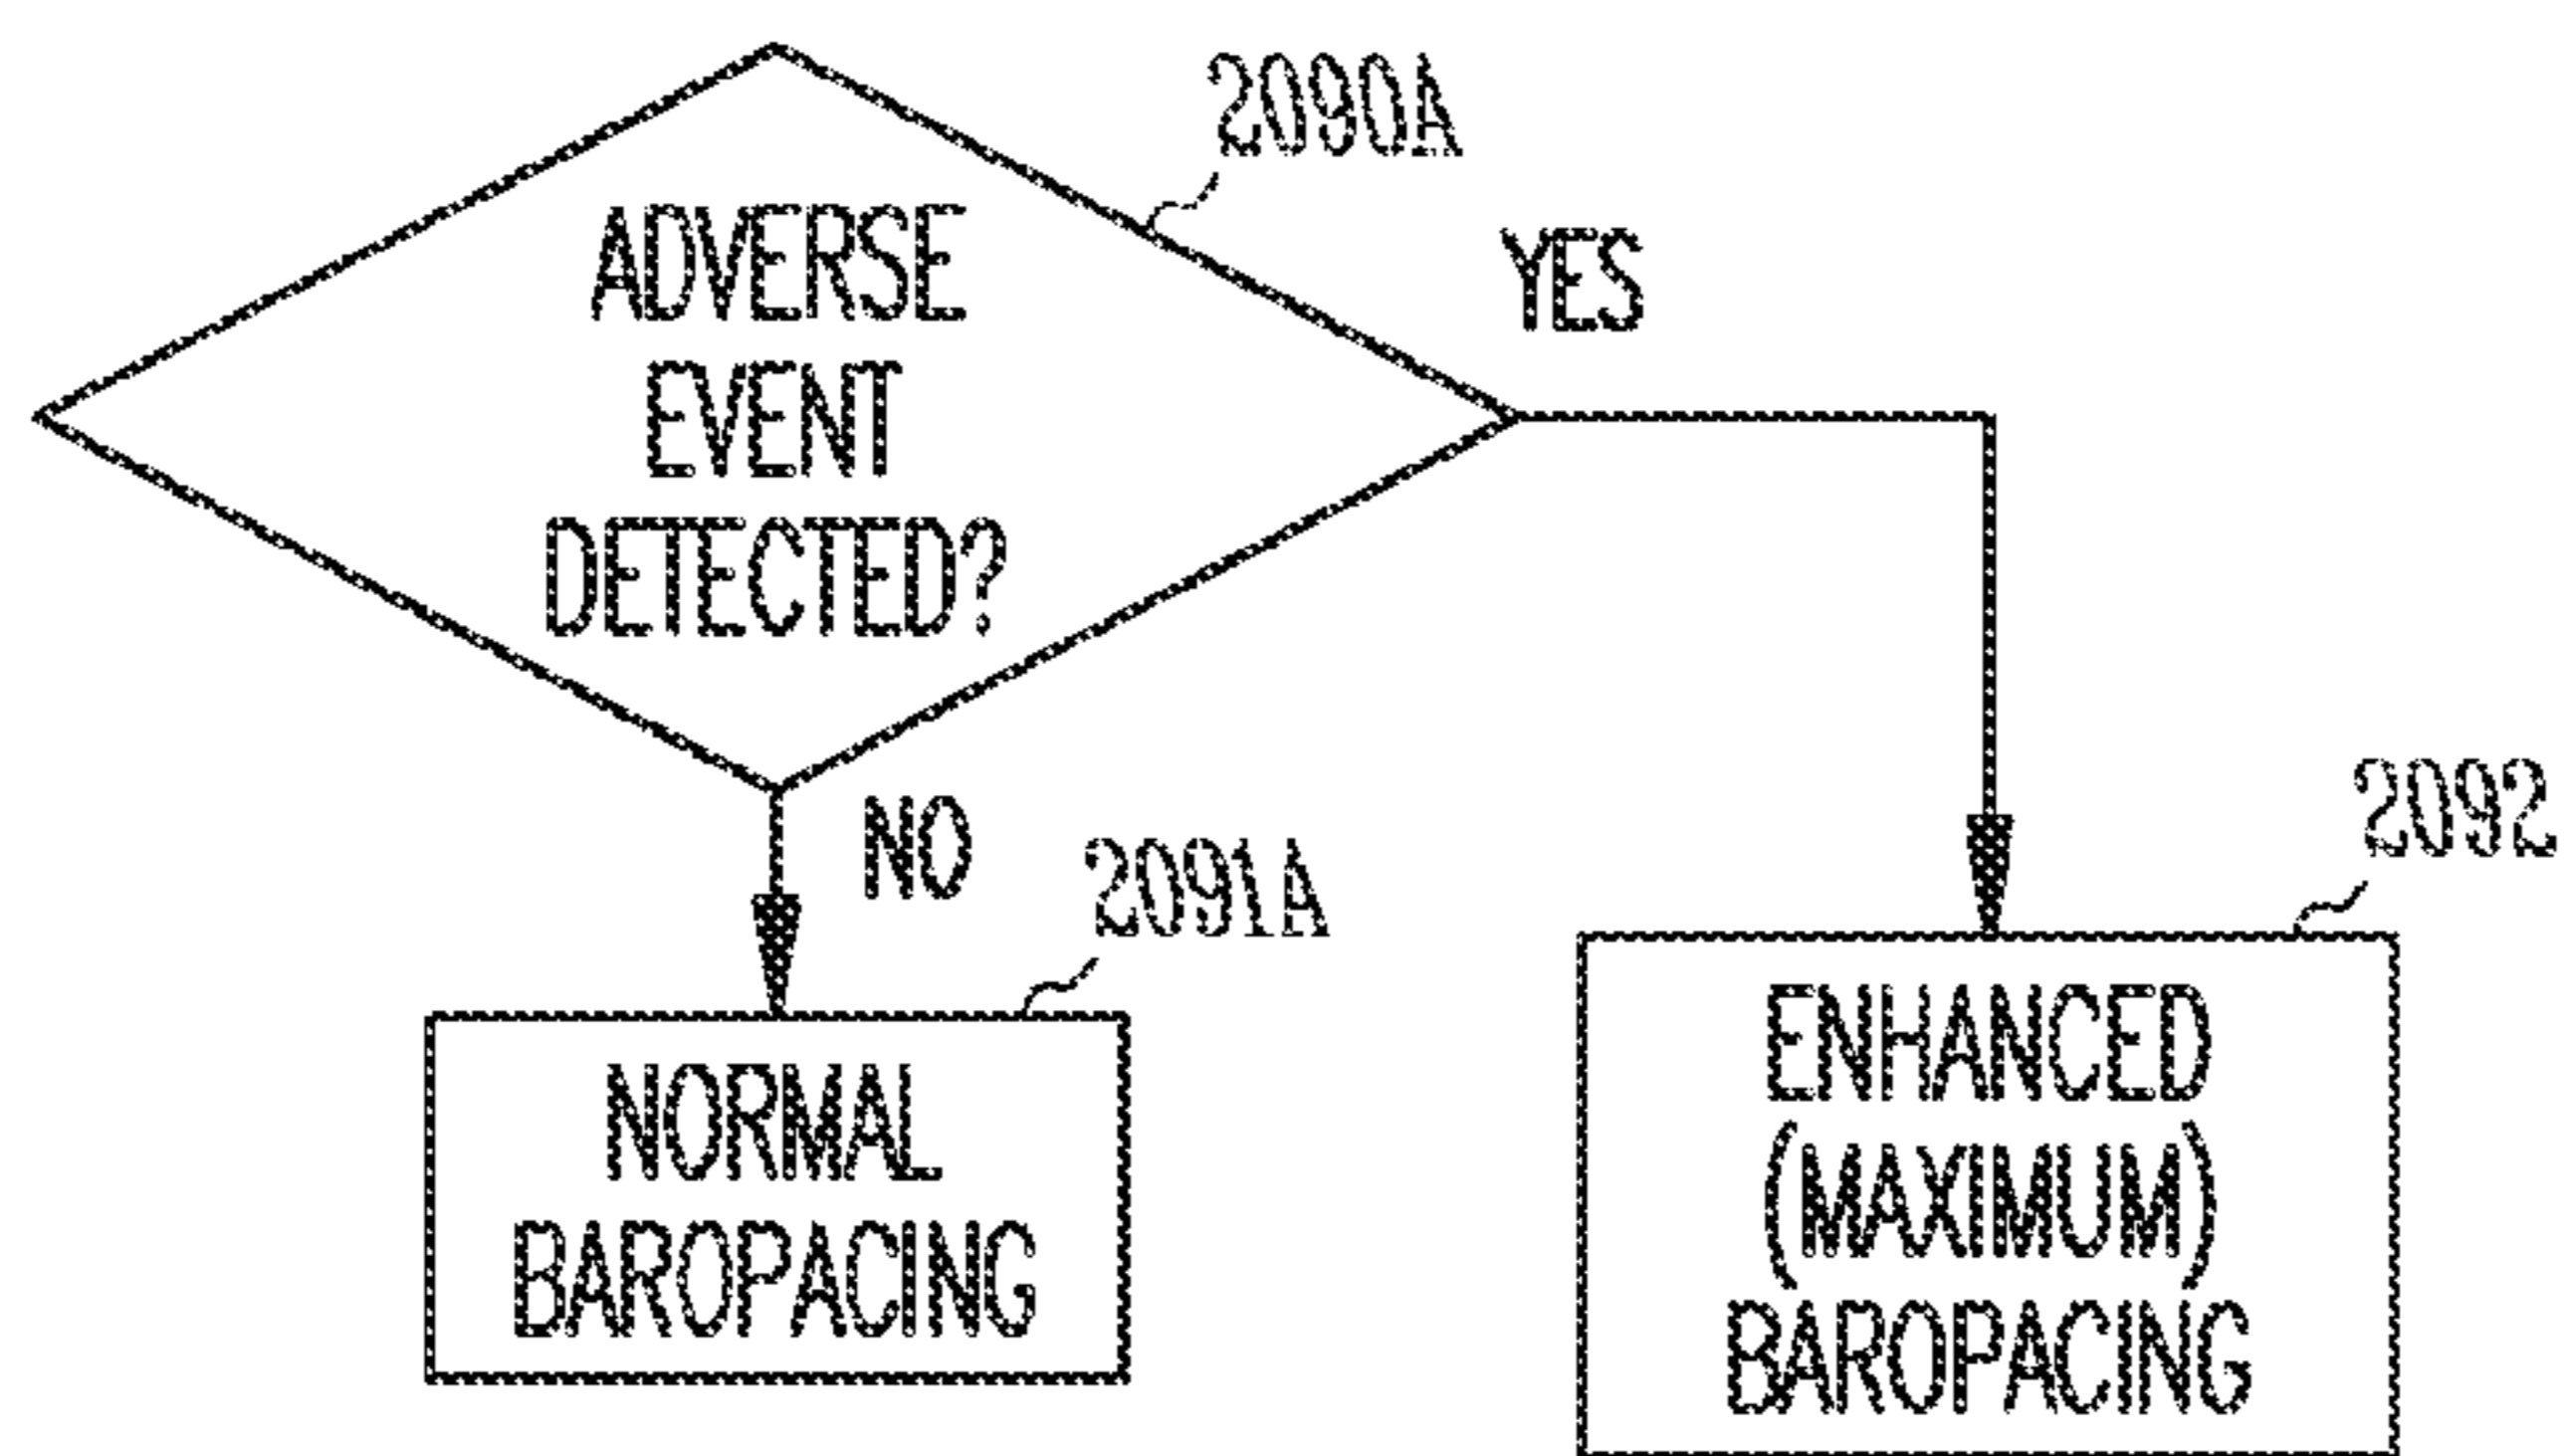 2090A
ADVERSE
EVENT
DETECTED?
YES
NO
2091A
NORMAL
BAROPACING
2092
ENHANCED
(MAXIMUM)
BAROPACING